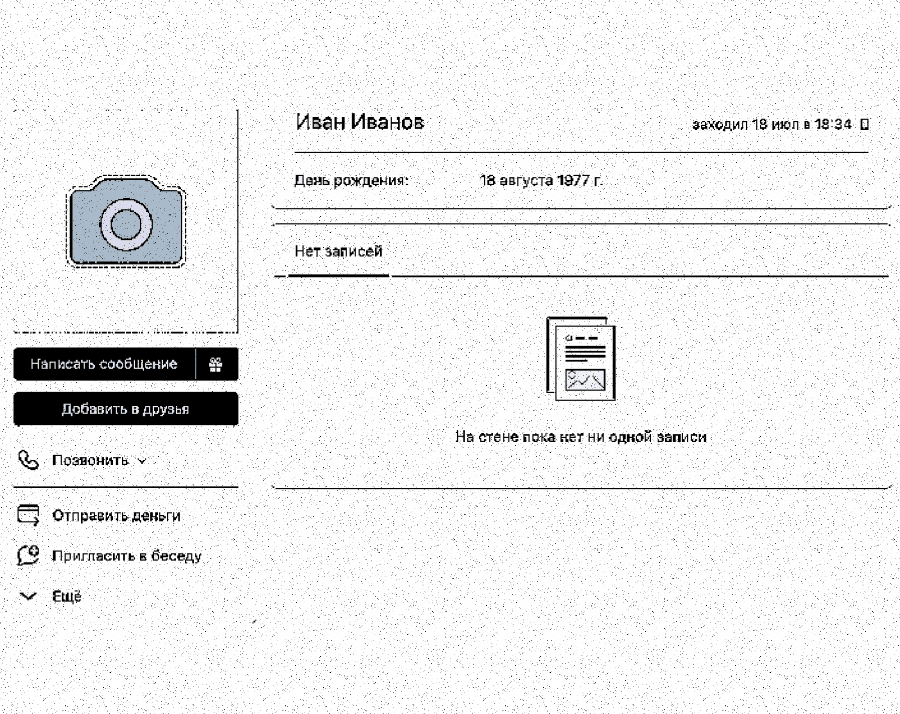 Иван Иванов
заходил 18 июл в 18:34
День рождения: 18 августа 1977 г.
Нет записей
На стене пока нет ни одной записи
Написать сообщение
Добавить в друзья
Позвонить
Отправить деньги
Пригласить в беседу
Ещё